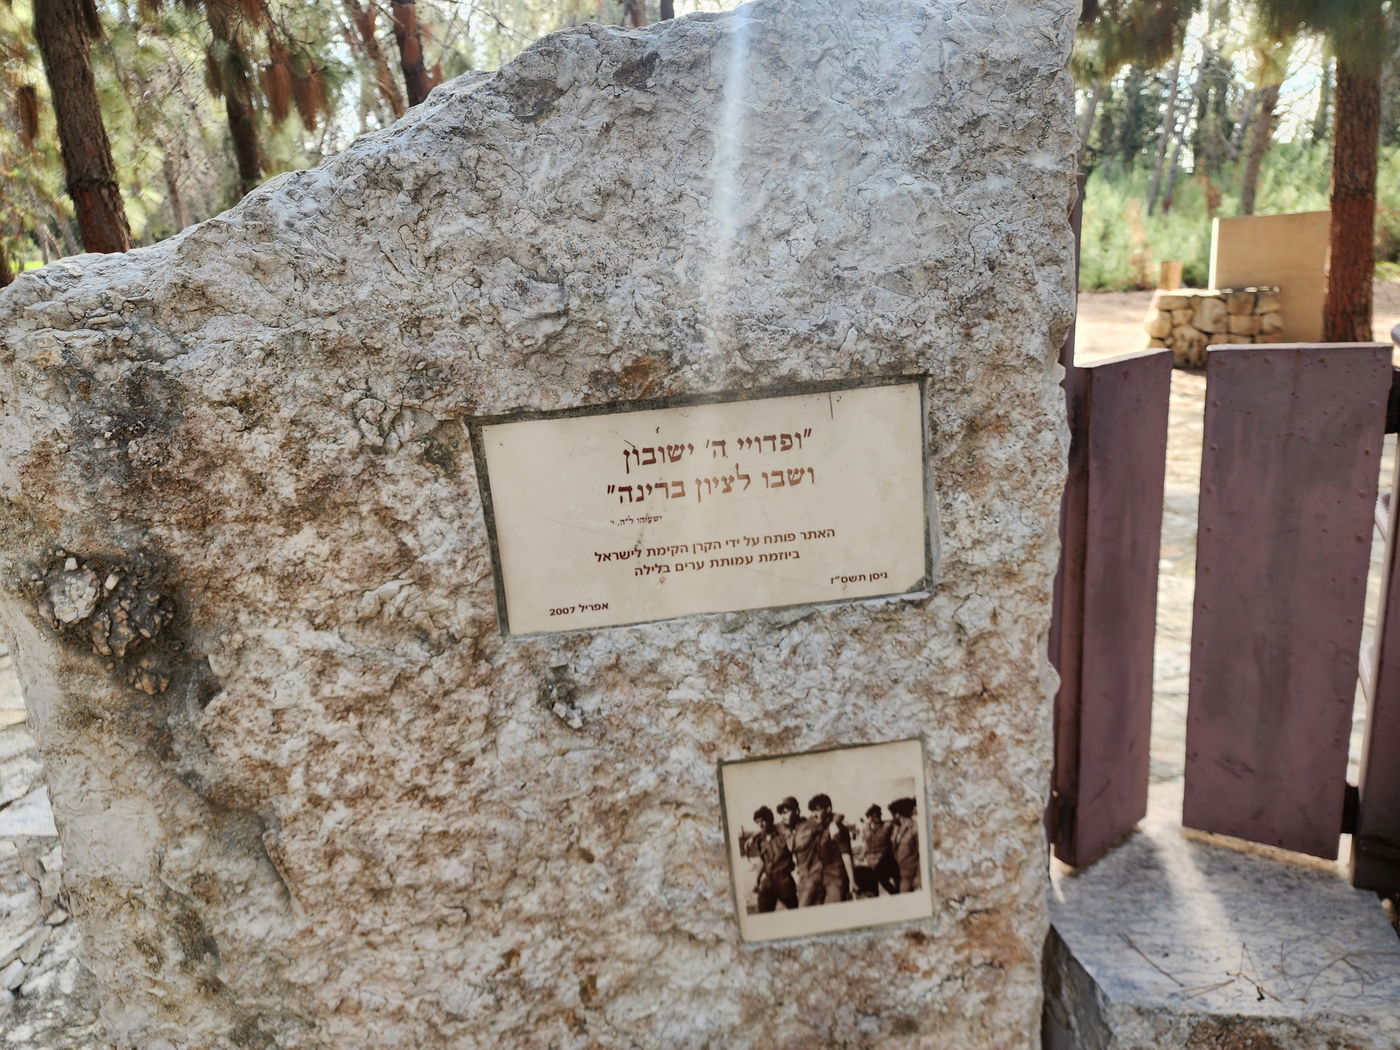 "ופדויי ה' ישובון
ושבו לציון ברינה"
ישעיהו ל"ה, י
האתר פותח על ידי הקרן הקימת לישראל
ביוזמת עמותת ערים בלילה
ניסן תשס"ז
אפריל 2007